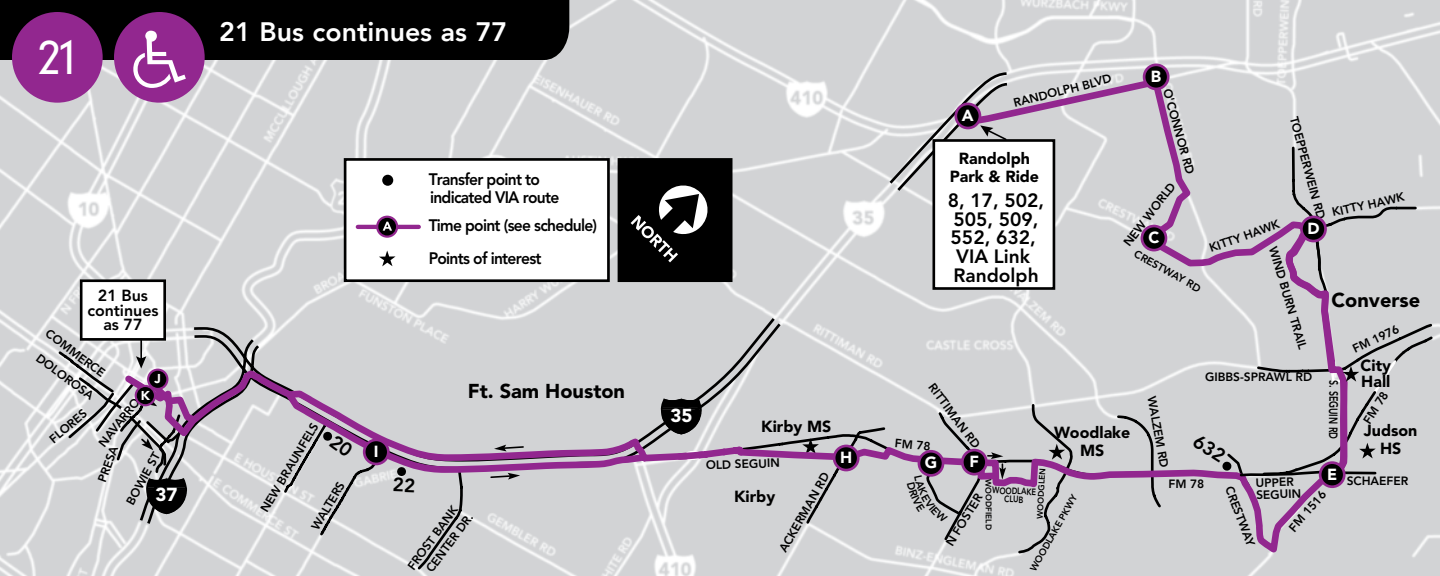 21
21 Bus continues as 77
WURZBACH PKWY
MCCULLOUGH
EISENHAUER RD
410
RANDOLPH BLVD
A
B
O'CONNOR RD
Randolph
Park & Ride
8, 17, 502,
505, 509,
552, 632,
VIA Link
Randolph
Transfer point to
indicated VIA route
A
Time point (see schedule)
Points of interest
NORTH
10
35
NEW WORLD
C
CRESTWAY RD
KITTY HAWK
TOEPPERWEIN RD
D
KITTY HAWK
WIND BURN TRAIL
Converse
21 Bus
continues
as 77
COMMERCE
DOLOROSA
FLORES
NAVARRO
PRESA
BOWIE ST
J
K
37
FUNSTON PLACE
RITTIMAN RD
WALZEM RD
CASTLE CROSS
FM 1976
GIBBS-SPRAWL RD
City
Hall
S. SEGUIN RD
FM 78
Judson
HS
Ft. Sam Houston
35
NEW BRAUNFELS
20
I
22
WALTERS
FROST BANK
CENTER DR.
E HOUSTON ST
E COMMERCE ST
GEMBLER RD
410
BINZ-ENGLEMAN RD
Kirby MS
OLD SEGUIN
Kirby
H
ACKERMAN RD
FM 78
RITTIMAN RD
G
F
LAKEVIEW
DRIVE
N FOSTER
WOODFIELD
WOODLAKE
CLUB
WOODGLEN
Woodlake
MS
WOODLAKE PKWY
WALZEM RD
FM 78
632
CRESTWAY
UPPER
SEGUIN
E
SCHAEFER
FM 1516